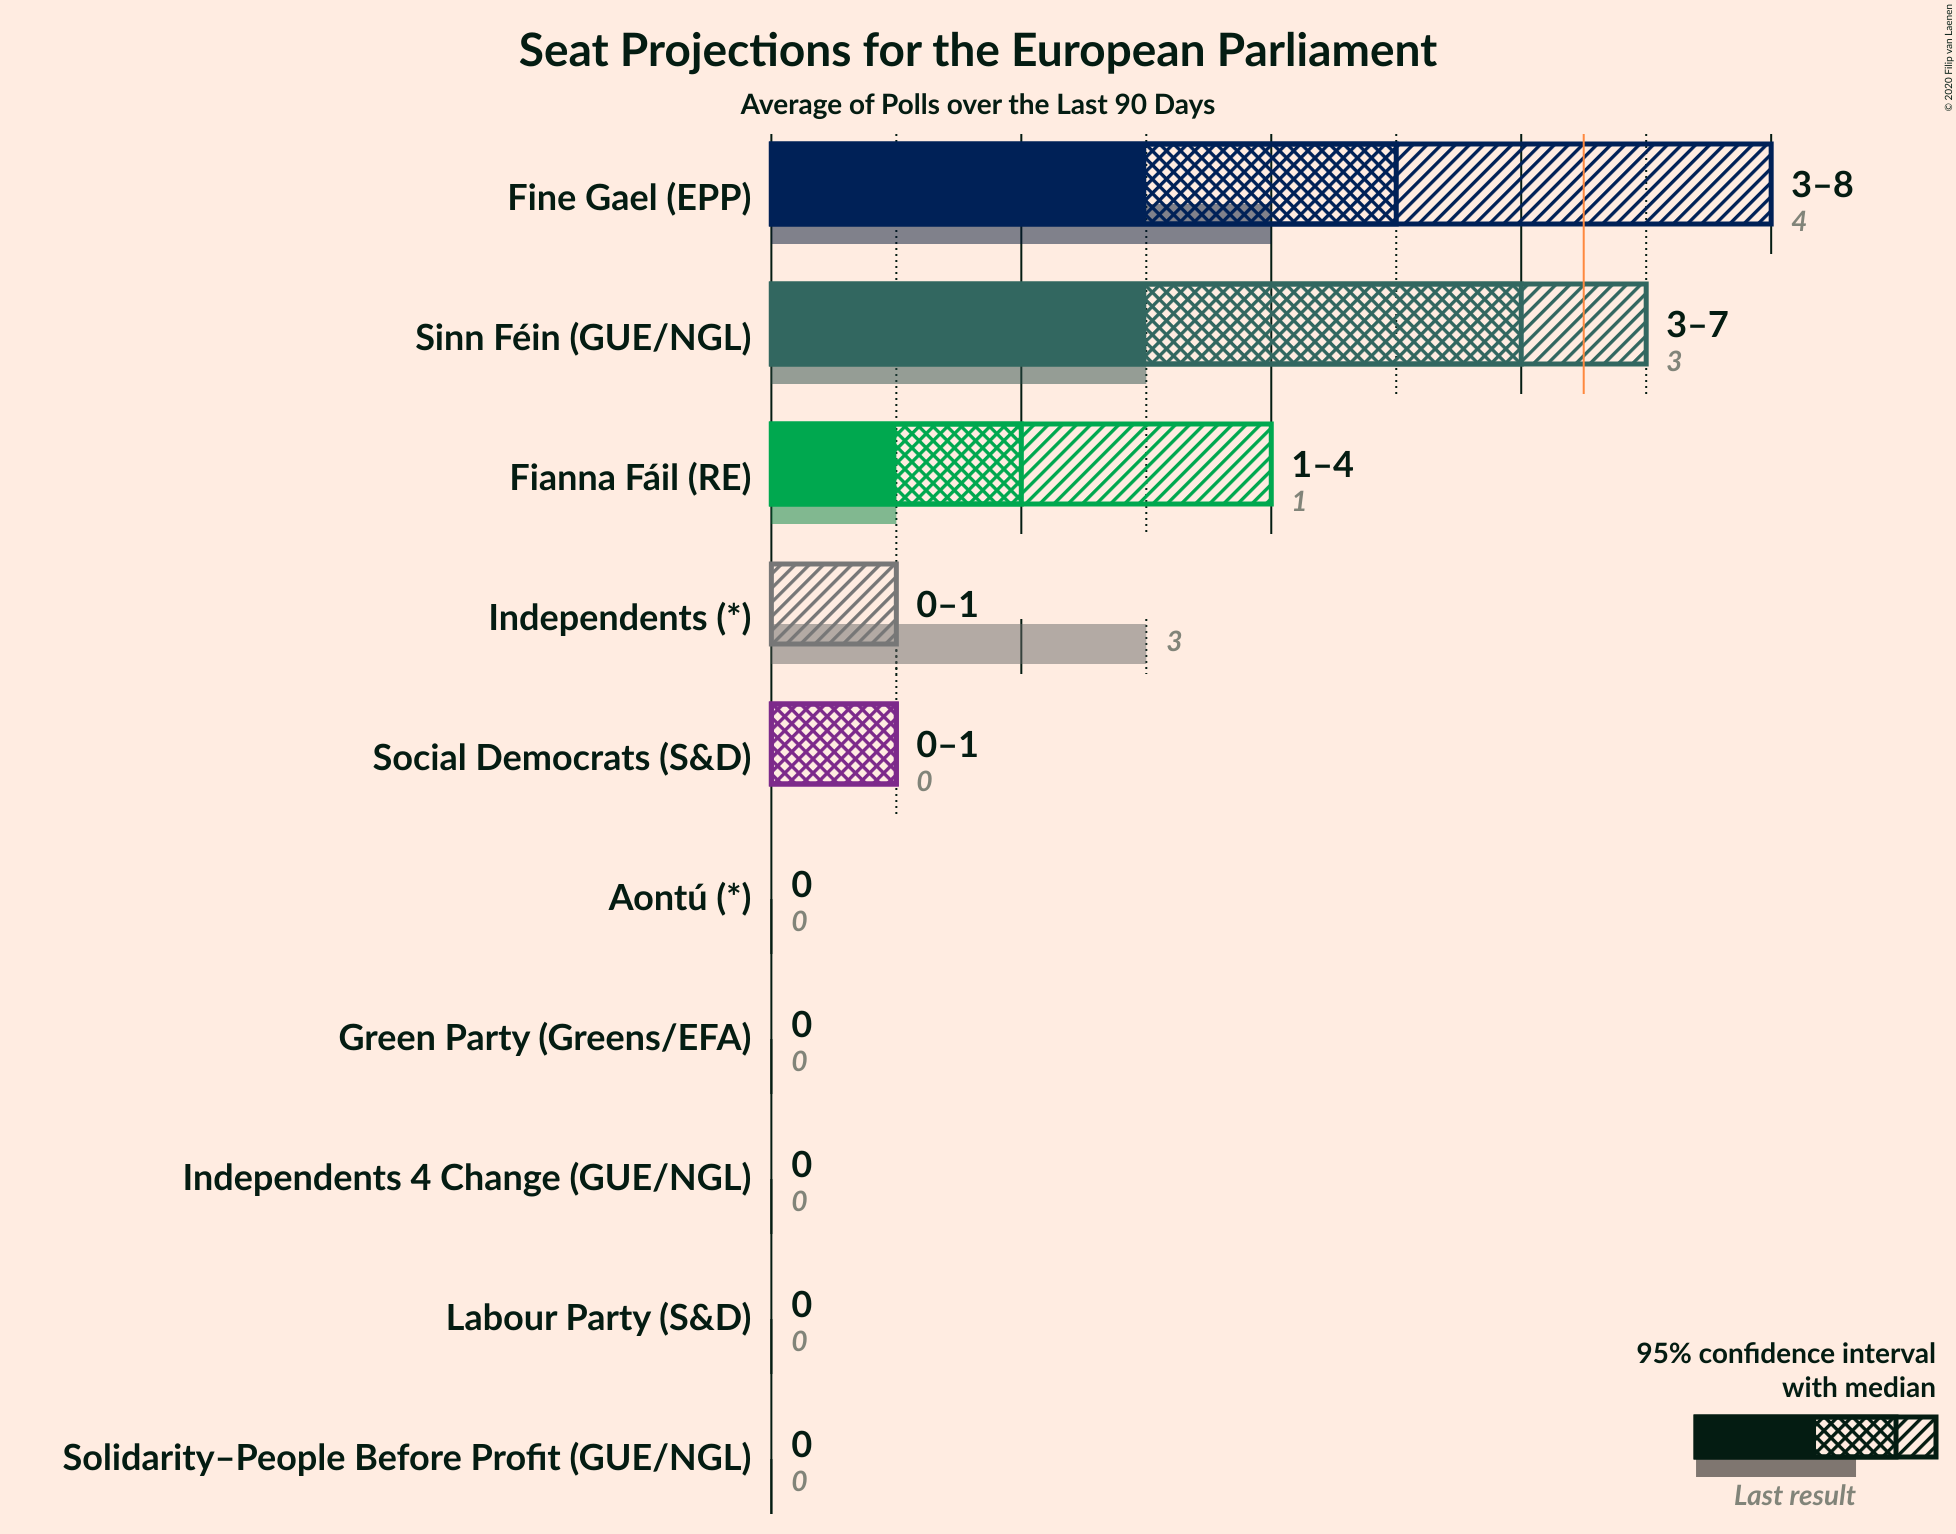 Seat Projections for the European Parliament
Average of Polls over the Last 90 Days
© 2020 Filip van Laenen
Fine Gael (EPP)
3–8
4
Sinn Féin (GUE/NGL)
3–7
3
Fianna Fáil (RE)
1–4
1
Independents (*)
0–1
3
Social Democrats (S&D)
0–1
0
Aontú (*)
0
0
Green Party (Greens/EFA)
0
0
Independents 4 Change (GUE/NGL)
0
0
Labour Party (S&D)
0
0
Solidarity–People Before Profit (GUE/NGL)
0
0
95% confidence interval
with median
Last result